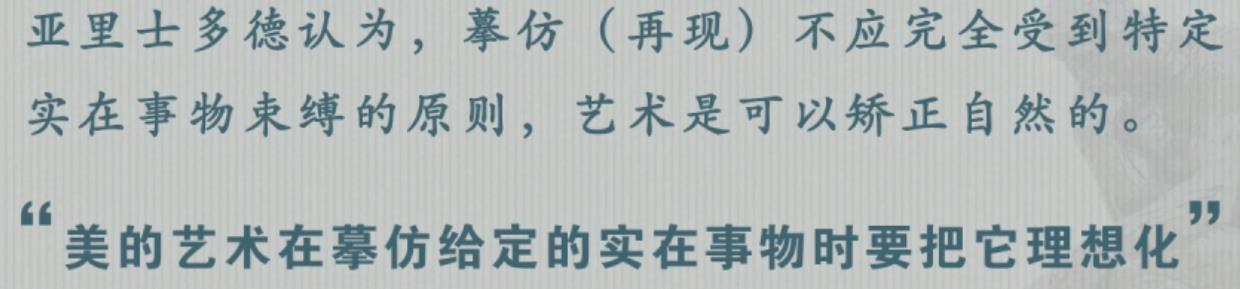 亚里士多德认为，摹仿（再现）不应完全受到特定
实在事物束缚的原则，艺术是可以矫正自然的。
“美的艺术在摹仿给定的实在事物时要把它理想化”